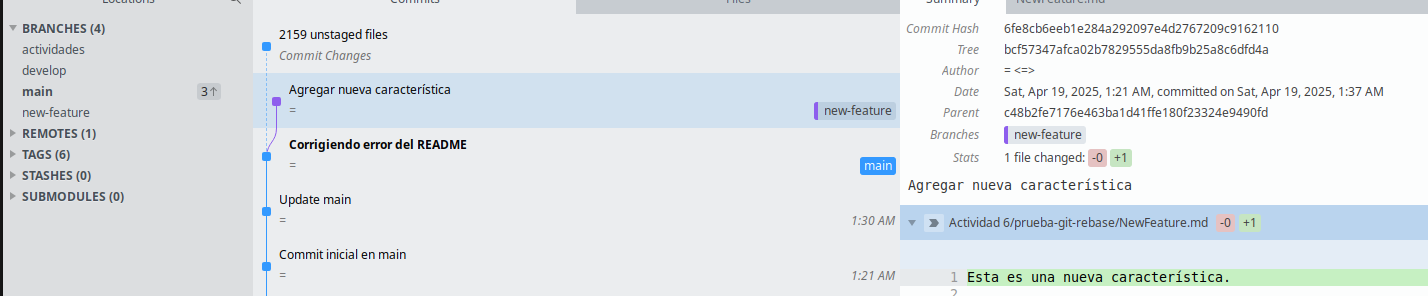 Locations
Commits
Files
Summary
NewFeature.md
BRANCHES (4)
actividades
develop
main 3↑
new-feature
REMOTES (1)
TAGS (6)
STASHES (0)
SUBMODULES (0)
2159 unstaged files
Commit Changes
Agregar nueva característica
= new-feature
Corrigiendo error del README
= main
Update main
= 1:30 AM
Commit inicial en main
= 1:21 AM
Commit Hash 6fe8cb6eeb1e284a292097e4d2767209c9162110
Tree bcf57347afca02b7829555da8fb9b25a8c6dfd4a
Author = <=>
Date Sat, Apr 19, 2025, 1:21 AM, committed on Sat, Apr 19, 2025, 1:37 AM
Parent c48b2fe7176e463ba1d41ffe180f23324e9490fd
Branches new-feature
Stats 1 file changed: -0 +1
Agregar nueva característica
Actividad 6/prueba-git-rebase/NewFeature.md -0 +1
1 Esta es una nueva característica.
2